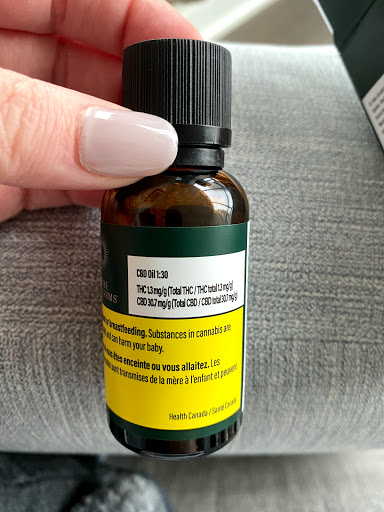 CBD Oil 1:30
THC 1.3 mg/g (Total THC / THC total 1.3 mg/g)
CBD 30.7 mg/g (Total CBD / CBD total 30.7 mg/g)
breastfeeding. Substances in cannabis are
can harm your baby.
êtes enceinte ou vous allaitez. Les
sont transmises de la mère à l'enfant et peuvent
Health Canada / Santé Canada